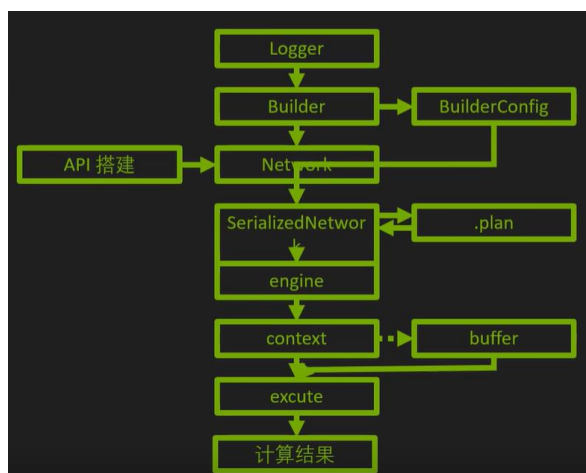 Logger
Builder
BuilderConfig
API 搭建
Network
SerializedNetwor
k
.plan
engine
context
buffer
excute
计算结果